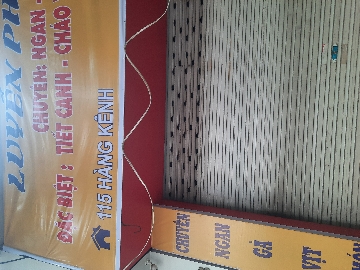 LUYẾN PH
CHUYÊN: NGAN -
ĐẶC BIỆT : TIẾT CANH - CHÁO
115 HÀNG KÊNH
CHUYÊN NGAN GÀ VỊT